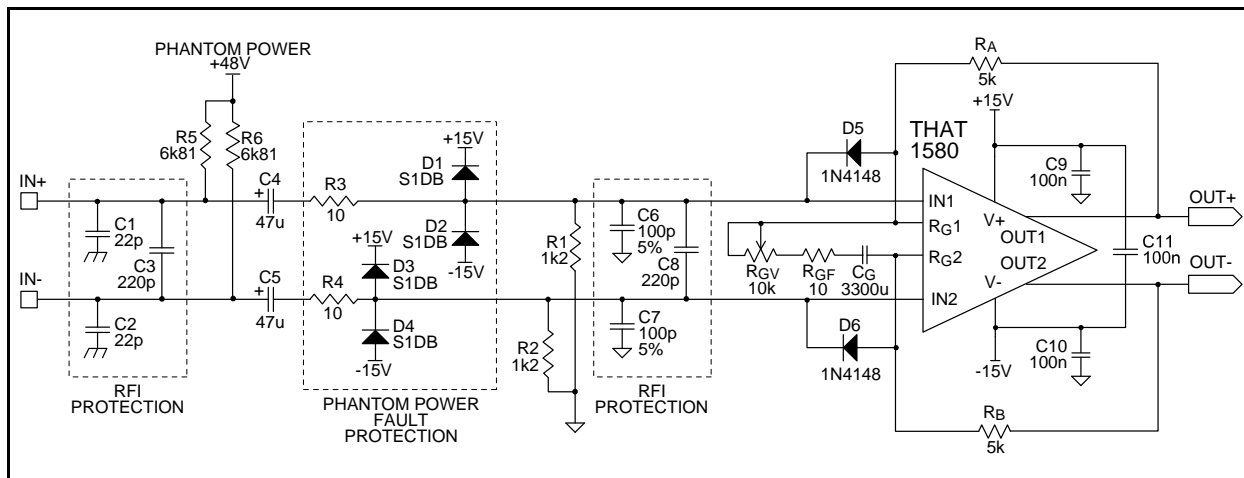 PHANTOM POWER
+48V
R5
6k81
R6
6k81
IN+
IN-
C1
22p
C3
220p
C2
22p
RFI
PROTECTION
C4
+
47u
C5
+
47u
R3
10
R4
10
+15V
D1
S1DB
D2
S1DB
-15V
+15V
D3
S1DB
D4
S1DB
-15V
PHANTOM POWER
FAULT
PROTECTION
R1
1k2
R2
1k2
C6
100p
5%
C8
220p
C7
100p
5%
RFI
PROTECTION
D5
1N4148
RGV
10k
RGF
10
CG
3300u
D6
1N4148
RA
5k
+15V
THAT
1580
IN1
RG1
RG2
IN2
V+
OUT1
OUT2
V-
C9
100n
C11
100n
C10
100n
-15V
RB
5k
OUT+
OUT-